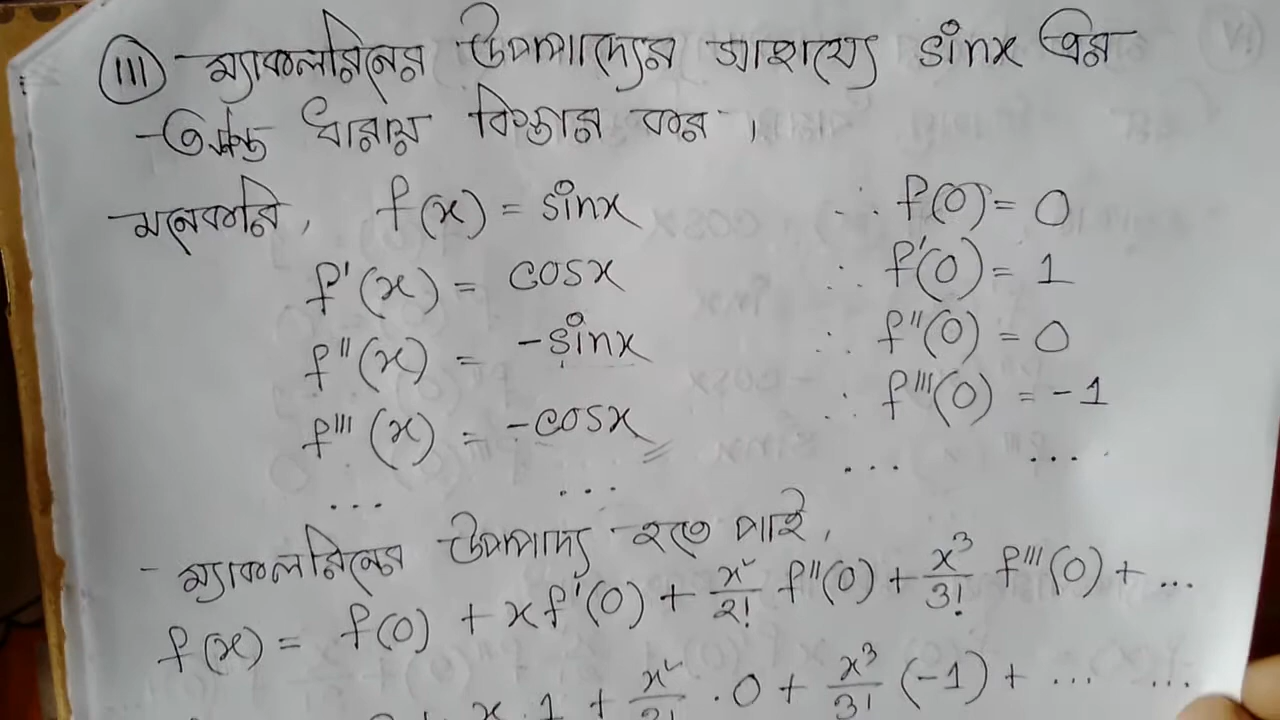 (III) ম্যাকলরিনের উপপাদ্যের সাহায্যে sinx এর
অনন্ত ধারায় বিস্তার কর ।
মনেকরি, f(x) = sinx ∴ f(0) = 0
f'(x) = cosx ∴ f'(0) = 1
f''(x) = -sinx ∴ f''(0) = 0
f'''(x) = -cosx ∴ f'''(0) = -1
... ... ... ...
ম্যাকলরিনের উপপাদ্য হতে পাই,
f(x) = f(0) + xf'(0) + x²/2! f''(0) + x³/3! f'''(0) + ...
x.1 + x²/2! .0 + x³/3! (-1) + ... ...